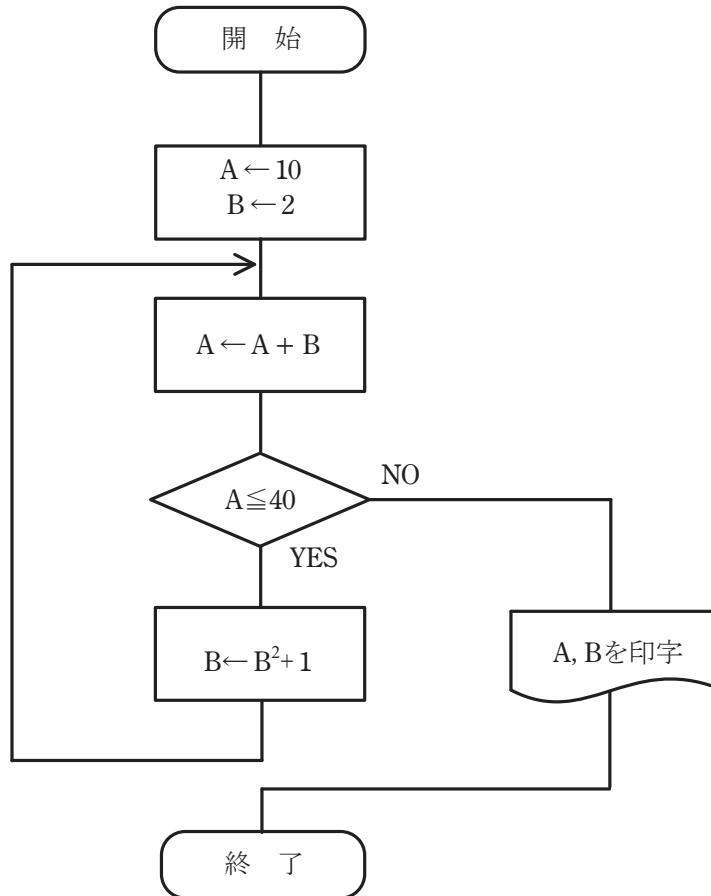 開　始
A←10
B←2
A←A + B
A≦40
NO
YES
B←B²+1
A, Bを印字
終　了